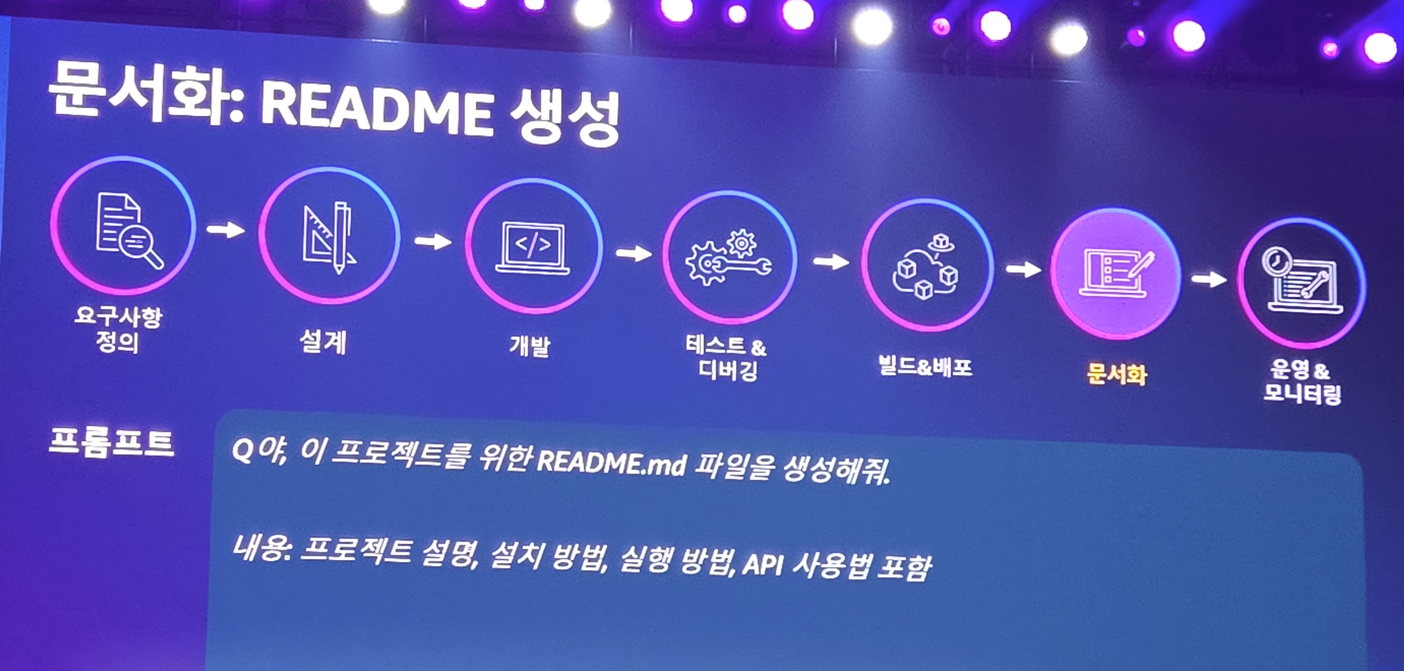 문서화: README 생성
요구사항
정의
설계
개발
테스트 &
디버깅
빌드&배포
문서화
운영 &
모니터링
프롬프트
Q야, 이 프로젝트를 위한 README.md 파일을 생성해줘.
내용: 프로젝트 설명, 설치 방법, 실행 방법, API 사용법 포함